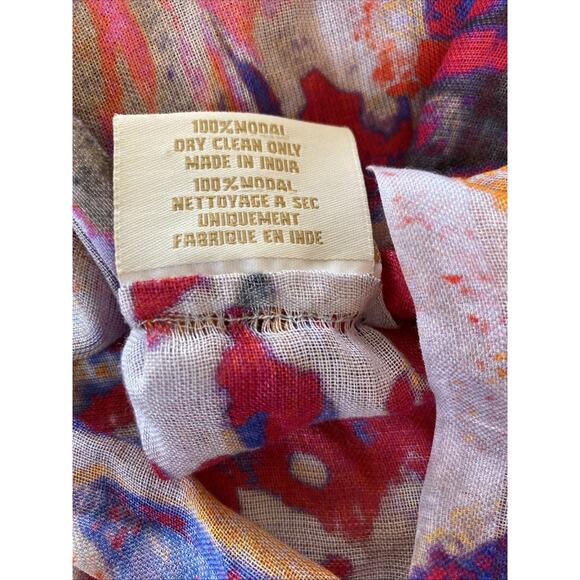 100% MODAL
DRY CLEAN ONLY
MADE IN INDIA
100% MODAL
NETTOYAGE A SEC
UNIQUEMENT
FABRIQUE EN INDE